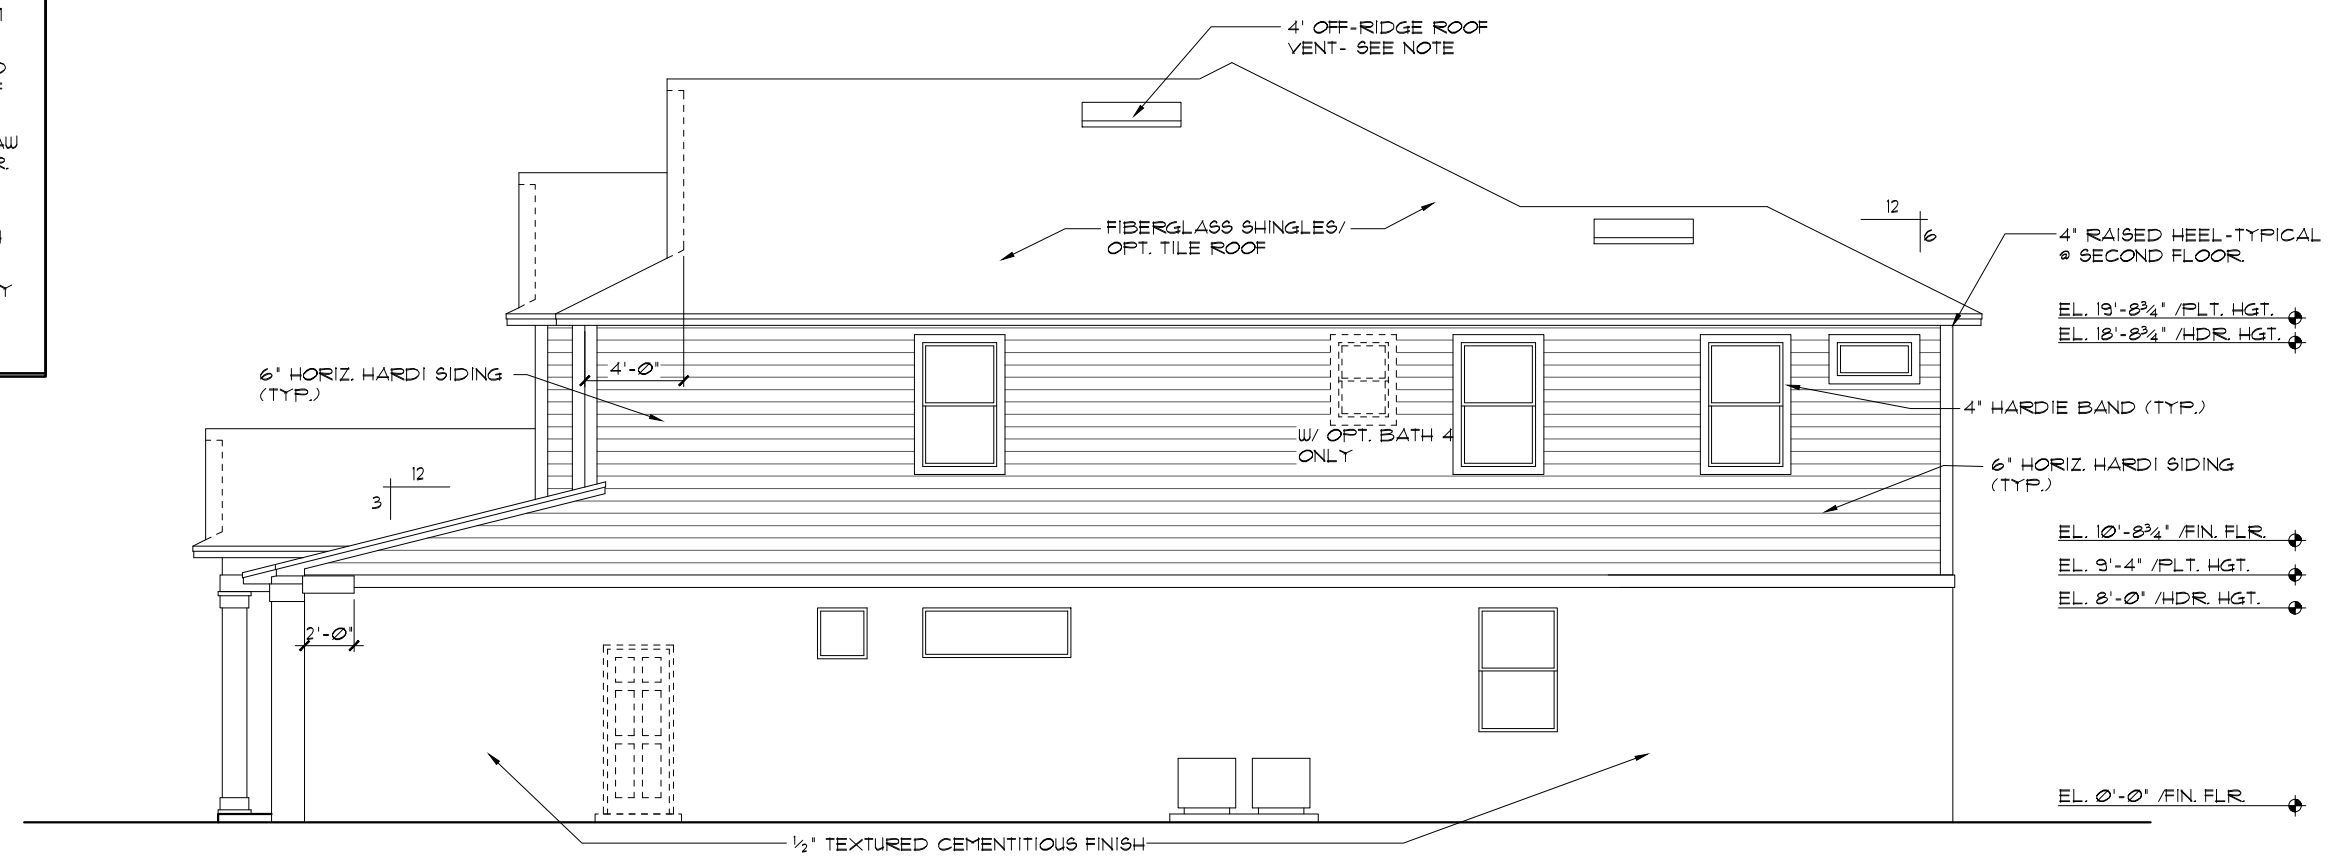 4' OFF-RIDGE ROOF
VENT- SEE NOTE
12
6
FIBERGLASS SHINGLES/
OPT. TILE ROOF
4" RAISED HEEL-TYPICAL
@ SECOND FLOOR.
EL. 19'-8¾" /PLT. HGT.
EL. 18'-8¾" /HDR. HGT.
6" HORIZ. HARDI SIDING
(TYP.)
4'-0"
4" HARDIE BAND (TYP.)
W/ OPT. BATH 4
ONLY
12
3
6" HORIZ. HARDI SIDING
(TYP.)
EL. 10'-8¾" /FIN. FLR.
EL. 9'-4" /PLT. HGT.
EL. 8'-0" /HDR. HGT.
2'-0"
EL. 0'-0" /FIN. FLR.
½" TEXTURED CEMENTITIOUS FINISH